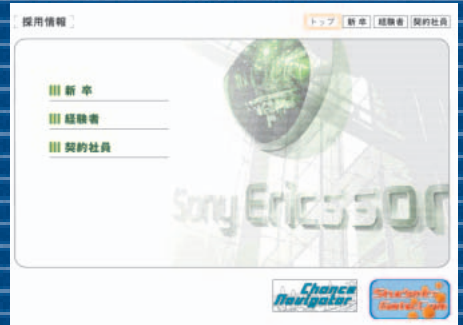 採用情報
トップ 新卒 経験者 契約社員
新卒
経験者
契約社員
Sony Ericsson
Chance
Navigator